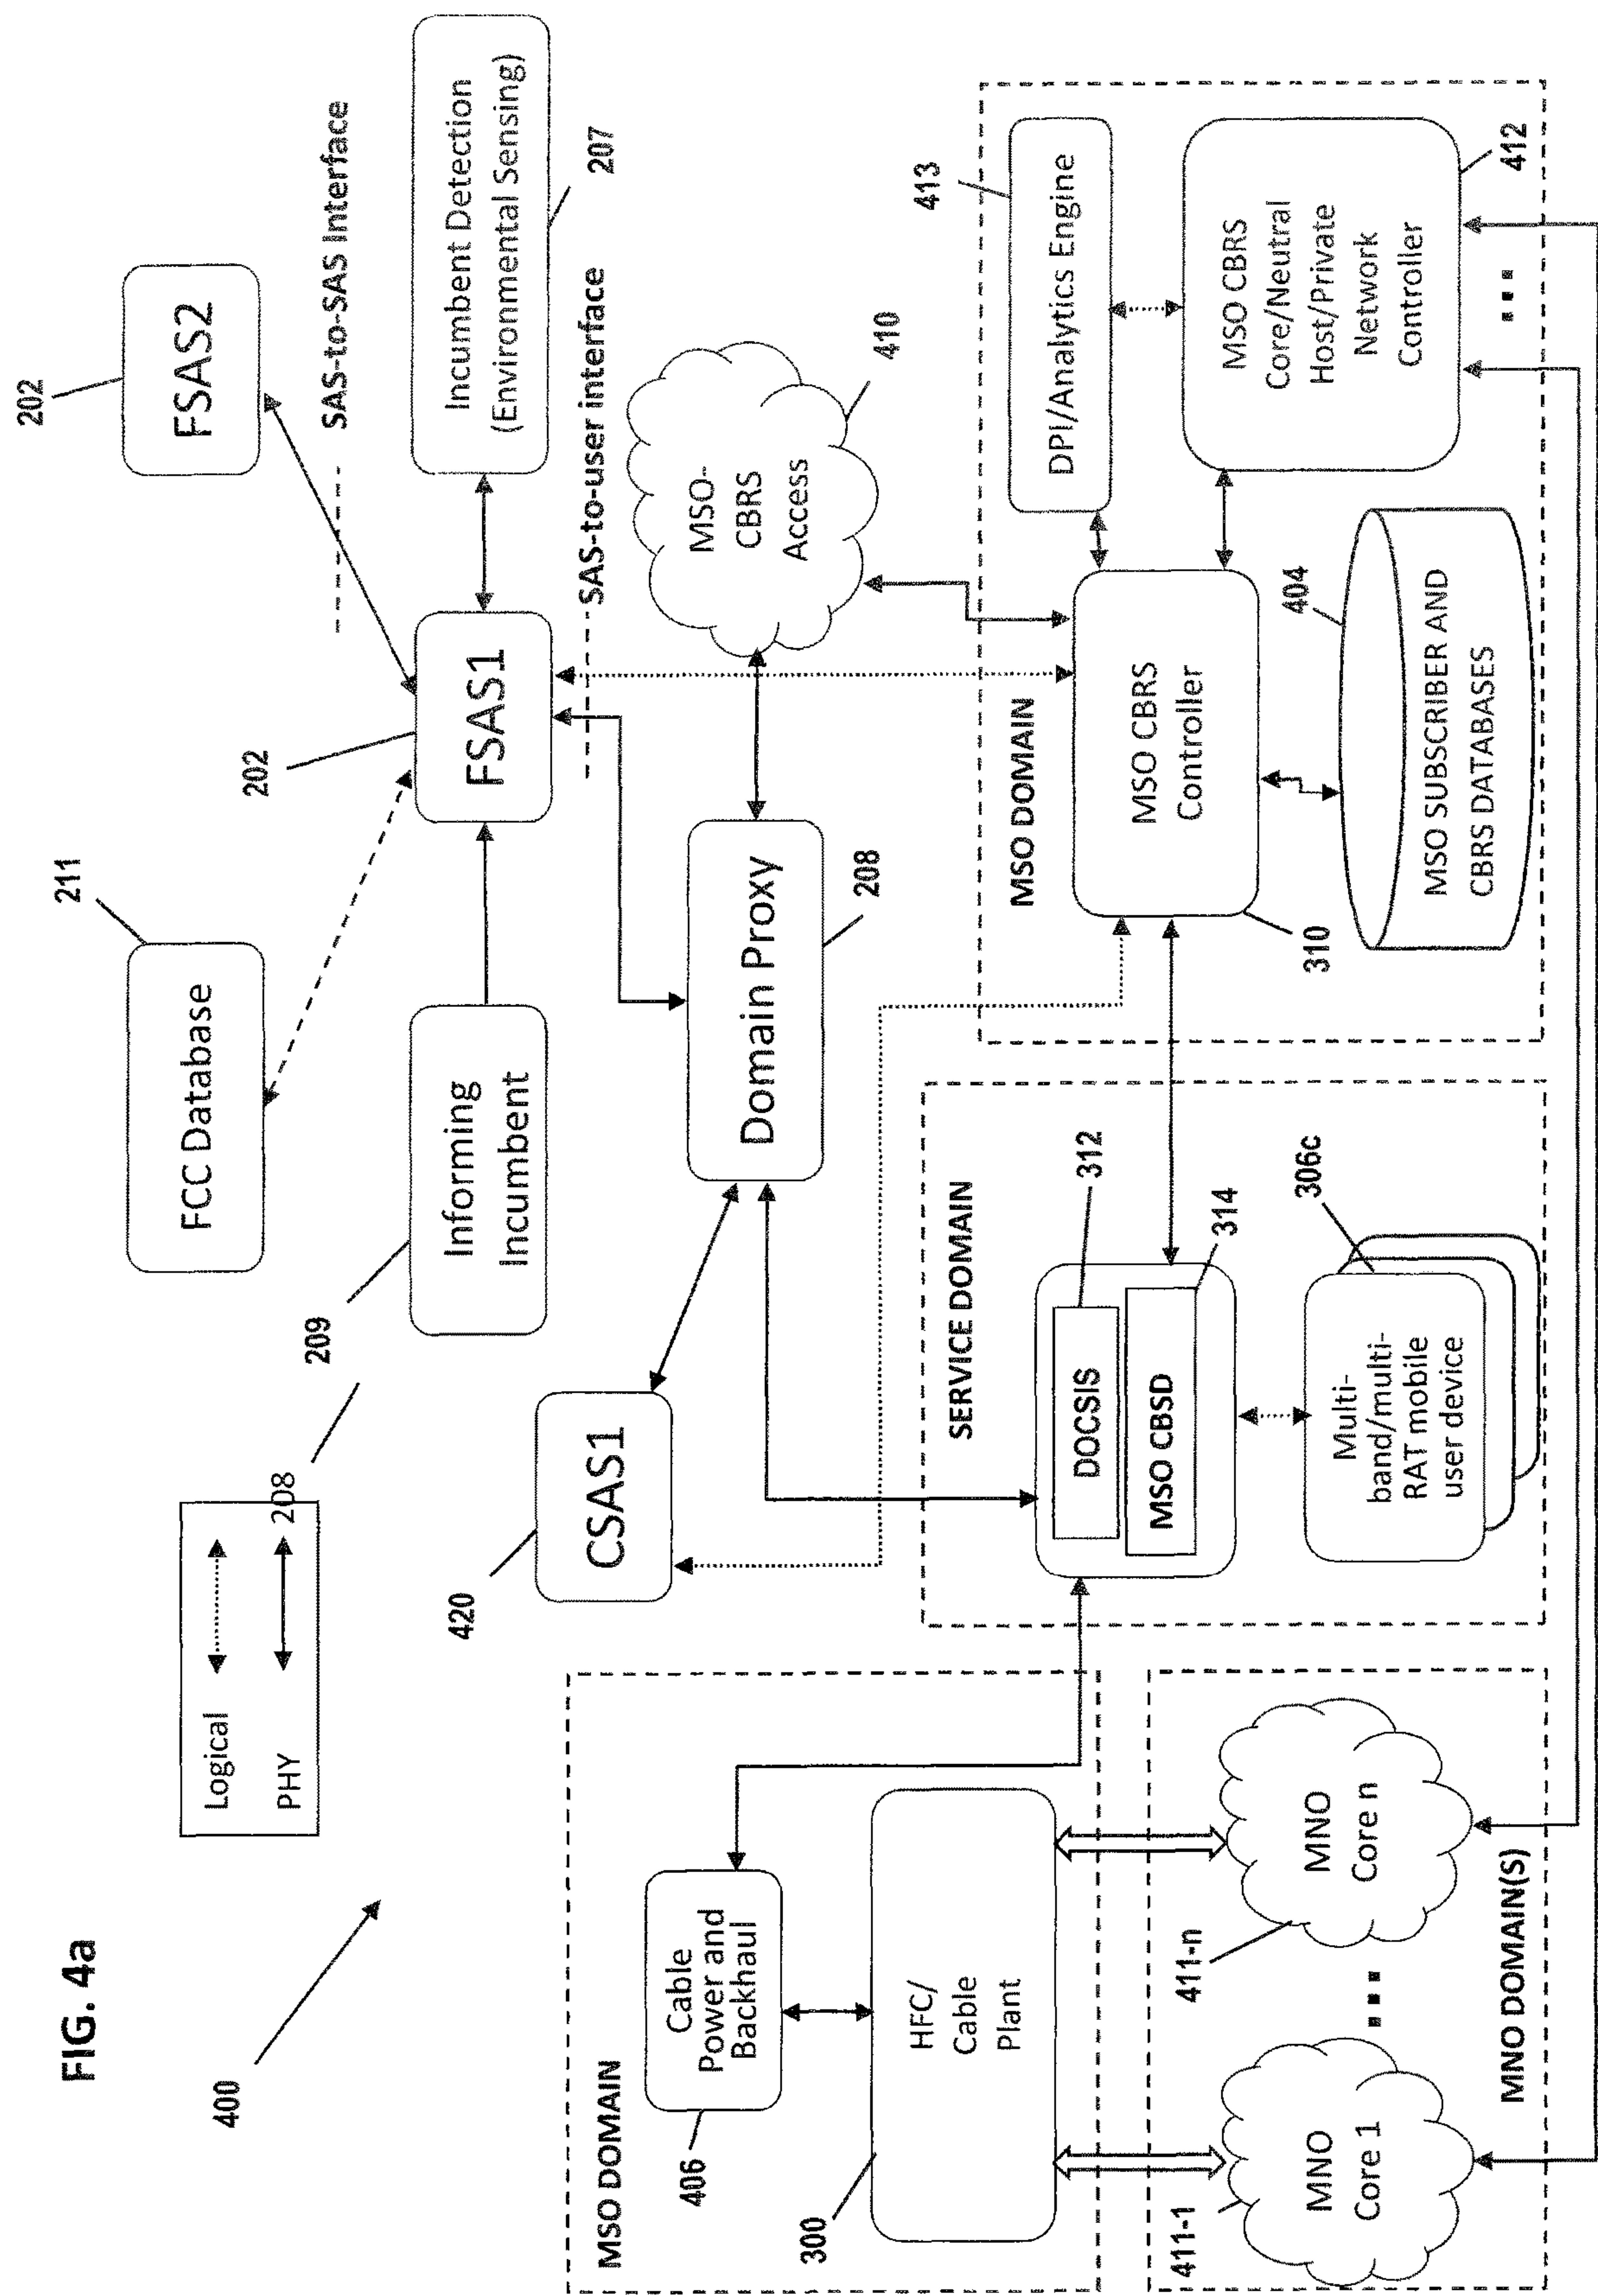 FIG. 4a
400
Logical
PHY
208
211
FCC Database
202
FSAS2
SAS-to-SAS Interface
209
Informing
Incumbent
202
FSAS1
Incumbent Detection
(Environmental Sensing)
207
SAS-to-user interface
420
CSAS1
Domain Proxy
208
MSO-
CBRS
Access
410
MSO DOMAIN
Cable
Power and
Backhaul
406
HFC/
Cable
Plant
300
SERVICE DOMAIN
DOCSIS
312
MSO CBSD
314
Multi-
band/multi-
RAT mobile
user device
306c
MSO DOMAIN
MSO CBRS
Controller
310
413
DPI/Analytics Engine
MSO CBRS
Core/Neutral
Host/Private
Network
Controller
412
404
MSO SUBSCRIBER AND
CBRS DATABASES
411-1
MNO
Core 1
411-n
MNO
Core n
MNO DOMAIN(S)